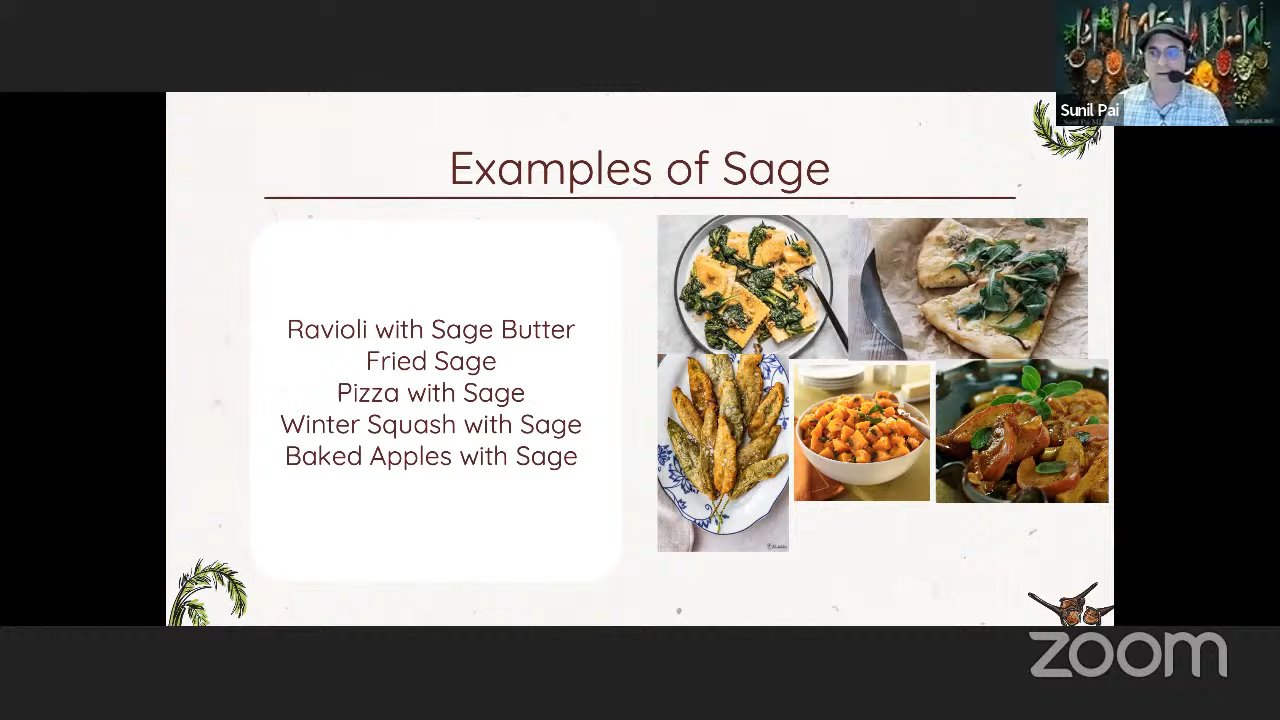 Sunil Pai
Examples of Sage
Ravioli with Sage Butter
Fried Sage
Pizza with Sage
Winter Squash with Sage
Baked Apples with Sage
zoom